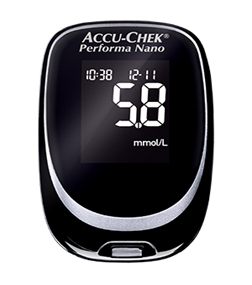 ACCU-CHEK®
Performa Nano
10:38 12-11
5.8
mmol/L